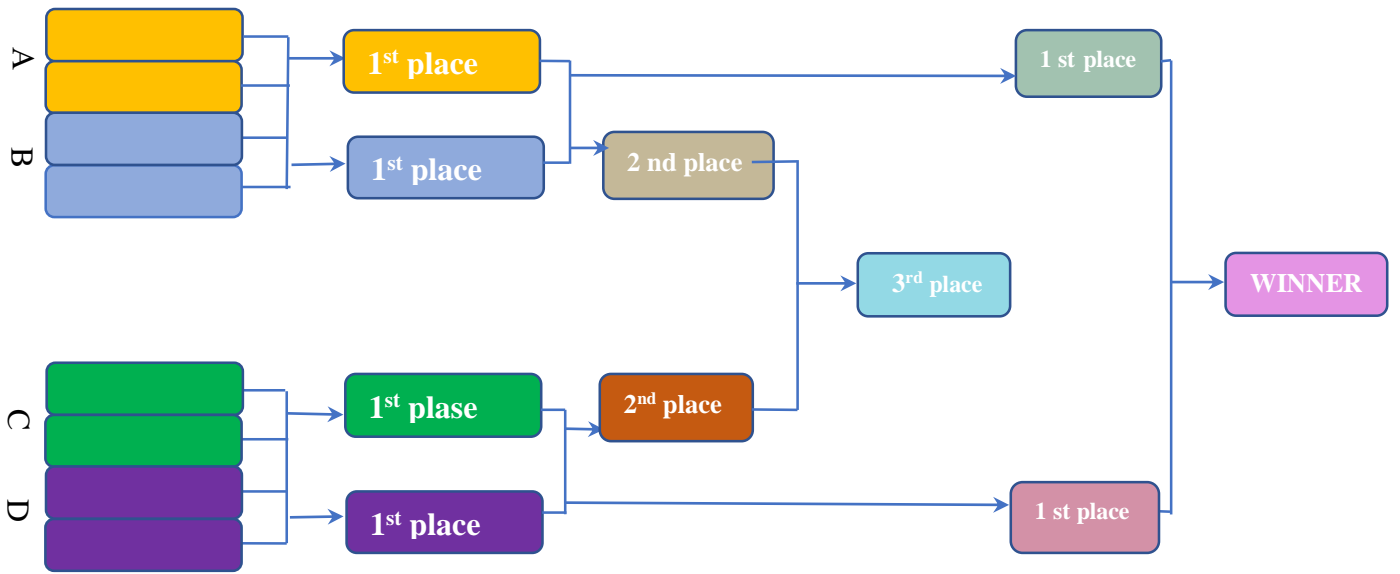 A
1st place
1 st place
B
1st place
2 nd place
3rd place
WINNER
C
1st plase
2nd place
D
1st place
1 st place